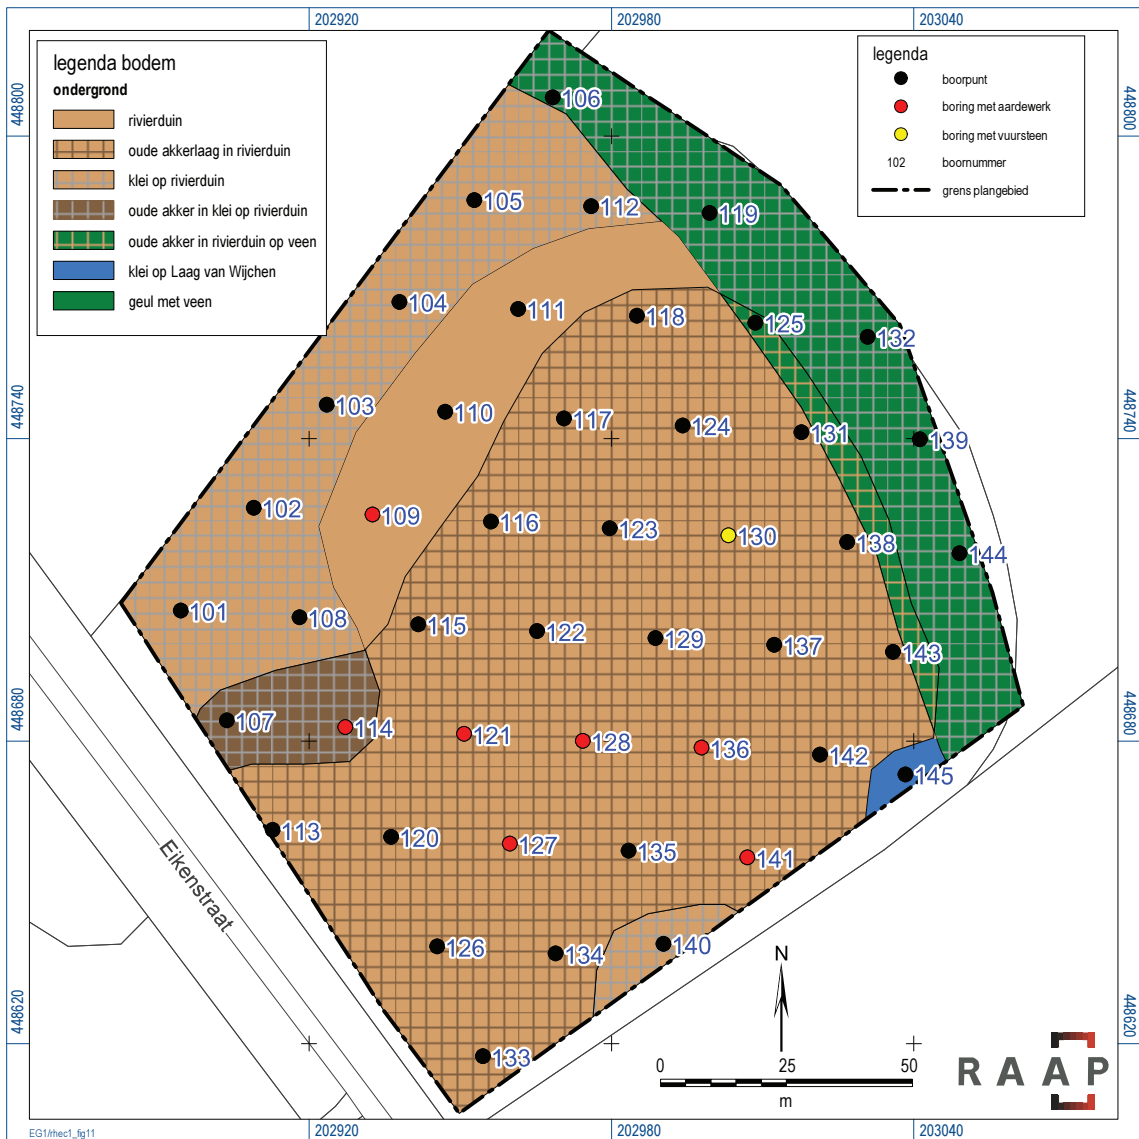 202920 202980 203040
legenda bodem
ondergrond
rivierduin
oude akkerlaag in rivierduin
klei op rivierduin
oude akker in klei op rivierduin
oude akker in rivierduin op veen
klei op Laag van Wijchen
geul met veen
legenda
boorpunt
boring met aardewerk
boring met vuursteen
102 boornummer
grens plangebied
448800 448800
448740 448740
448680 448680
448620 448620
106
105 112 119
104 111 118 125 132
103 110 117 124 131 139
102 109 116 123 130 138 144
101 108 115 122 129 137 143
107 114 121 128 136 142 145
113 120 127 135 141
126 134 140
133
Eikenstraat
N
0 25 50
m
RAAP
EG1/rhec1_fig11
202920 202980 203040